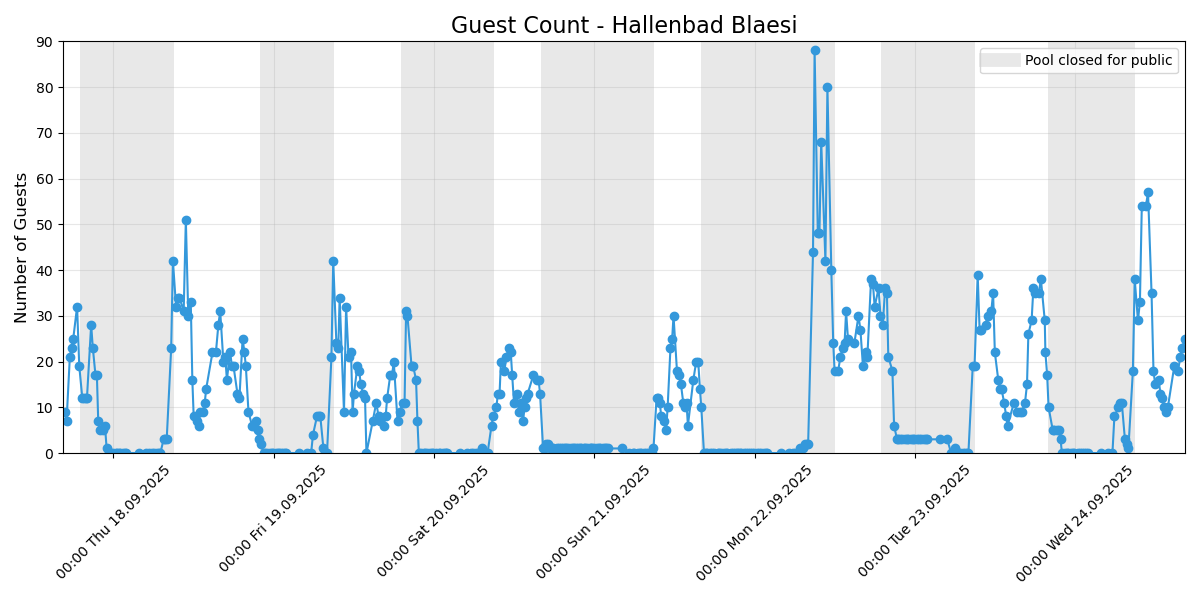 Guest Count - Hallenbad Blaesi
Pool closed for public
Number of Guests
90
80
70
60
50
40
30
20
10
0
00:00 Thu 18.09.2025
00:00 Fri 19.09.2025
00:00 Sat 20.09.2025
00:00 Sun 21.09.2025
00:00 Mon 22.09.2025
00:00 Tue 23.09.2025
00:00 Wed 24.09.2025